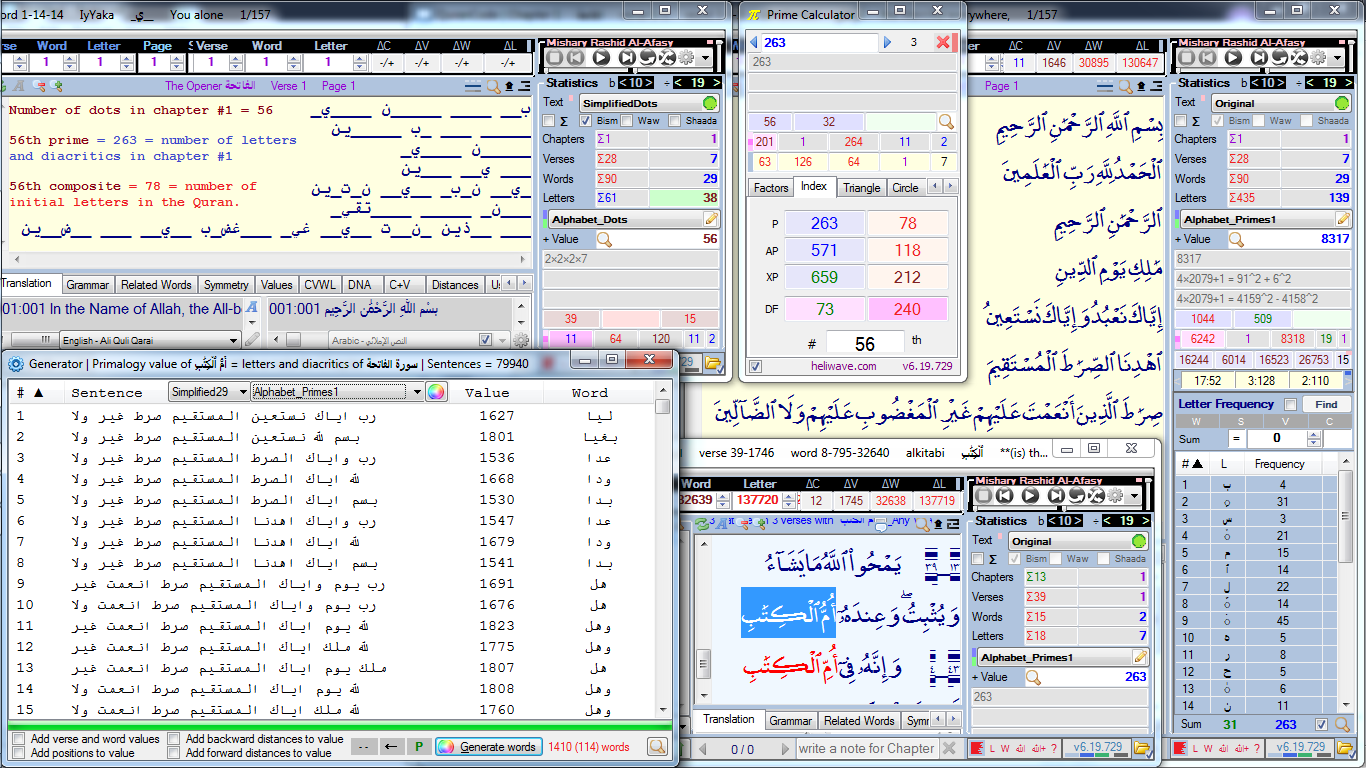 ord 1-14-14 IyYaka _ي__ You alone 1/157
Word Letter Page Verse Word Letter ΔC ΔV ΔW ΔL
1 1 1 1 1 1 -/+ -/+ -/+ -/+
The Opener الفاتحة Verse 1 Page 1
Number of dots in chapter #1 = 56
56th prime = 263 = number of letters
and diacritics in chapter #1
56th composite = 78 = number of
initial letters in the Quran.
Translation Grammar Related Words Symmetry Values CVWL DNA C+V Distances Us
001:001 In the Name of Allah, the All-b
001:001 بِسْمِ اللَّهِ الرَّحْمَٰنِ الرَّحِيمِ
English - Ali Quli Qarai
Arabic - النص الإملائي
Mishary Rashid Al-Afasy
Statistics b < 10 > ÷ < 19 >
Text SimplifiedDots
Σ Bism Waw Shaada
Chapters Σ1 1
Verses Σ28 7
Words Σ90 29
Letters Σ61 38
Alphabet_Dots
+ Value 56
2×2×2×7
39 15
11 64 120 11 2
Prime Calculator
263 3
263
56 32
201 1 264 11 2
63 126 64 1 7
Factors Index Triangle Circle
P 263 78
AP 571 118
XP 659 212
DF 73 240
# 56 th
heliwave.com v6.19.729
erywhere, 1/157
ΔC ΔV ΔW ΔL
11 1646 30895 130647
Page 1
بِسْمِ ٱللَّهِ ٱلرَّحْمَٰنِ ٱلرَّحِيمِ
ٱلْحَمْدُ لِلَّهِ رَبِّ ٱلْعَٰلَمِينَ
ٱلرَّحْمَٰنِ ٱلرَّحِيمِ
مَٰلِكِ يَوْمِ ٱلدِّينِ
إِيَّاكَ نَعْبُدُ وَإِيَّاكَ نَسْتَعِينُ
ٱهْدِنَا ٱلصِّرَٰطَ ٱلْمُسْتَقِيمَ
صِرَٰطَ ٱلَّذِينَ أَنْعَمْتَ عَلَيْهِمْ غَيْرِ ٱلْمَغْضُوبِ عَلَيْهِمْ وَلَا ٱلضَّآلِّينَ
Mishary Rashid Al-Afasy
Statistics b < 10 > ÷ < 19 >
Text Original
Σ Bism Waw Shaada
Chapters Σ1 1
Verses Σ28 7
Words Σ90 29
Letters Σ435 139
Alphabet_Primes1
+ Value 8317
8317
4×2079+1 = 91^2 + 6^2
4×2079+1 = 4159^2 - 4158^2
1044 509
6242 1 8318 19 1
16244 6014 16523 26753 15
17:52 3:128 2:110
Letter Frequency Find
W S V C
Sum = 0
# ▲ L Frequency
1 ب 4
2 31
3 س 3
4 21
5 م 15
6 ٱ 14
7 ل 22
8 14
9 45
10 ه 5
11 ر 8
12 ح 5
13 6
14 ن 11
Sum 31 263
L W الله الله+ ? v6.19.729
Generator | Primalogy value of أُمُّ ٱلْكِتَٰبِ = letters and diacritics of سورة الفاتحة | Sentences = 79940
# ▲ Sentence Simplified29 Alphabet_Primes1 Value Word
1 رب اياك نستعين المستقيم صرط غير ولا 1627 لیا
2 بسم لله نستعين المستقيم صرط غير ولا 1801 بغيا
3 رب واياك الصرط المستقيم صرط غير ولا 1536 عدا
4 لله اياك الصرط المستقيم صرط غير ولا 1668 ودا
5 بسم اياك الصرط المستقيم صرط غير ولا 1530 بدا
6 رب واياك اهدنا المستقيم صرط غير ولا 1547 عدا
7 لله اياك اهدنا المستقيم صرط غير ولا 1679 ودا
8 بسم اياك اهدنا المستقيم صرط غير ولا 1541 بدا
9 رب يوم واياك المستقيم صرط انعمت غير 1691 هل
10 رب يوم واياك المستقيم صرط انعمت ولا 1676 هل
11 لله يوم اياك المستقيم صرط انعمت غير 1823 وهل
12 لله ملك اياك المستقيم صرط انعمت غير 1775 وهل
13 ملك يوم اياك المستقيم صرط انعمت غير 1807 هل
14 لله يوم اياك المستقيم صرط انعمت ولا 1808 وهل
15 لله ملك اياك المستقيم صرط انعمت ولا 1760 وهل
Add verse and word values Add backward distances to value
Add positions to value Add forward distances to value
-- ← P Generate words 1410 (114) words
verse 39-1746 word 8-795-32640 alkitabi ٱلْكِتَٰبِ **(is) th...
Word Letter ΔC ΔV ΔW ΔL
32639 137720 12 1745 32638 137719
يَمْحُوا۟ ٱللَّهُ مَا يَشَآءُ
وَيُثْبِتُ ۖ وَعِندَهُۥٓ أُمُّ ٱلْكِتَٰبِ
وَإِنَّهُۥ فِىٓ أُمِّ ٱلْكِتَٰبِ
Translation Grammar Related Words Symm
0 / 0 write a note for Chapter
Mishary Rashid Al-Afasy
Statistics b < 10 > ÷ < 19 >
Text Original
Σ Bism Waw Shaada
Chapters Σ13 1
Verses Σ39 1
Words Σ15 2
Letters Σ18 7
Alphabet_Primes1
+ Value 263
263
L W الله الله+ ? v6.19.729